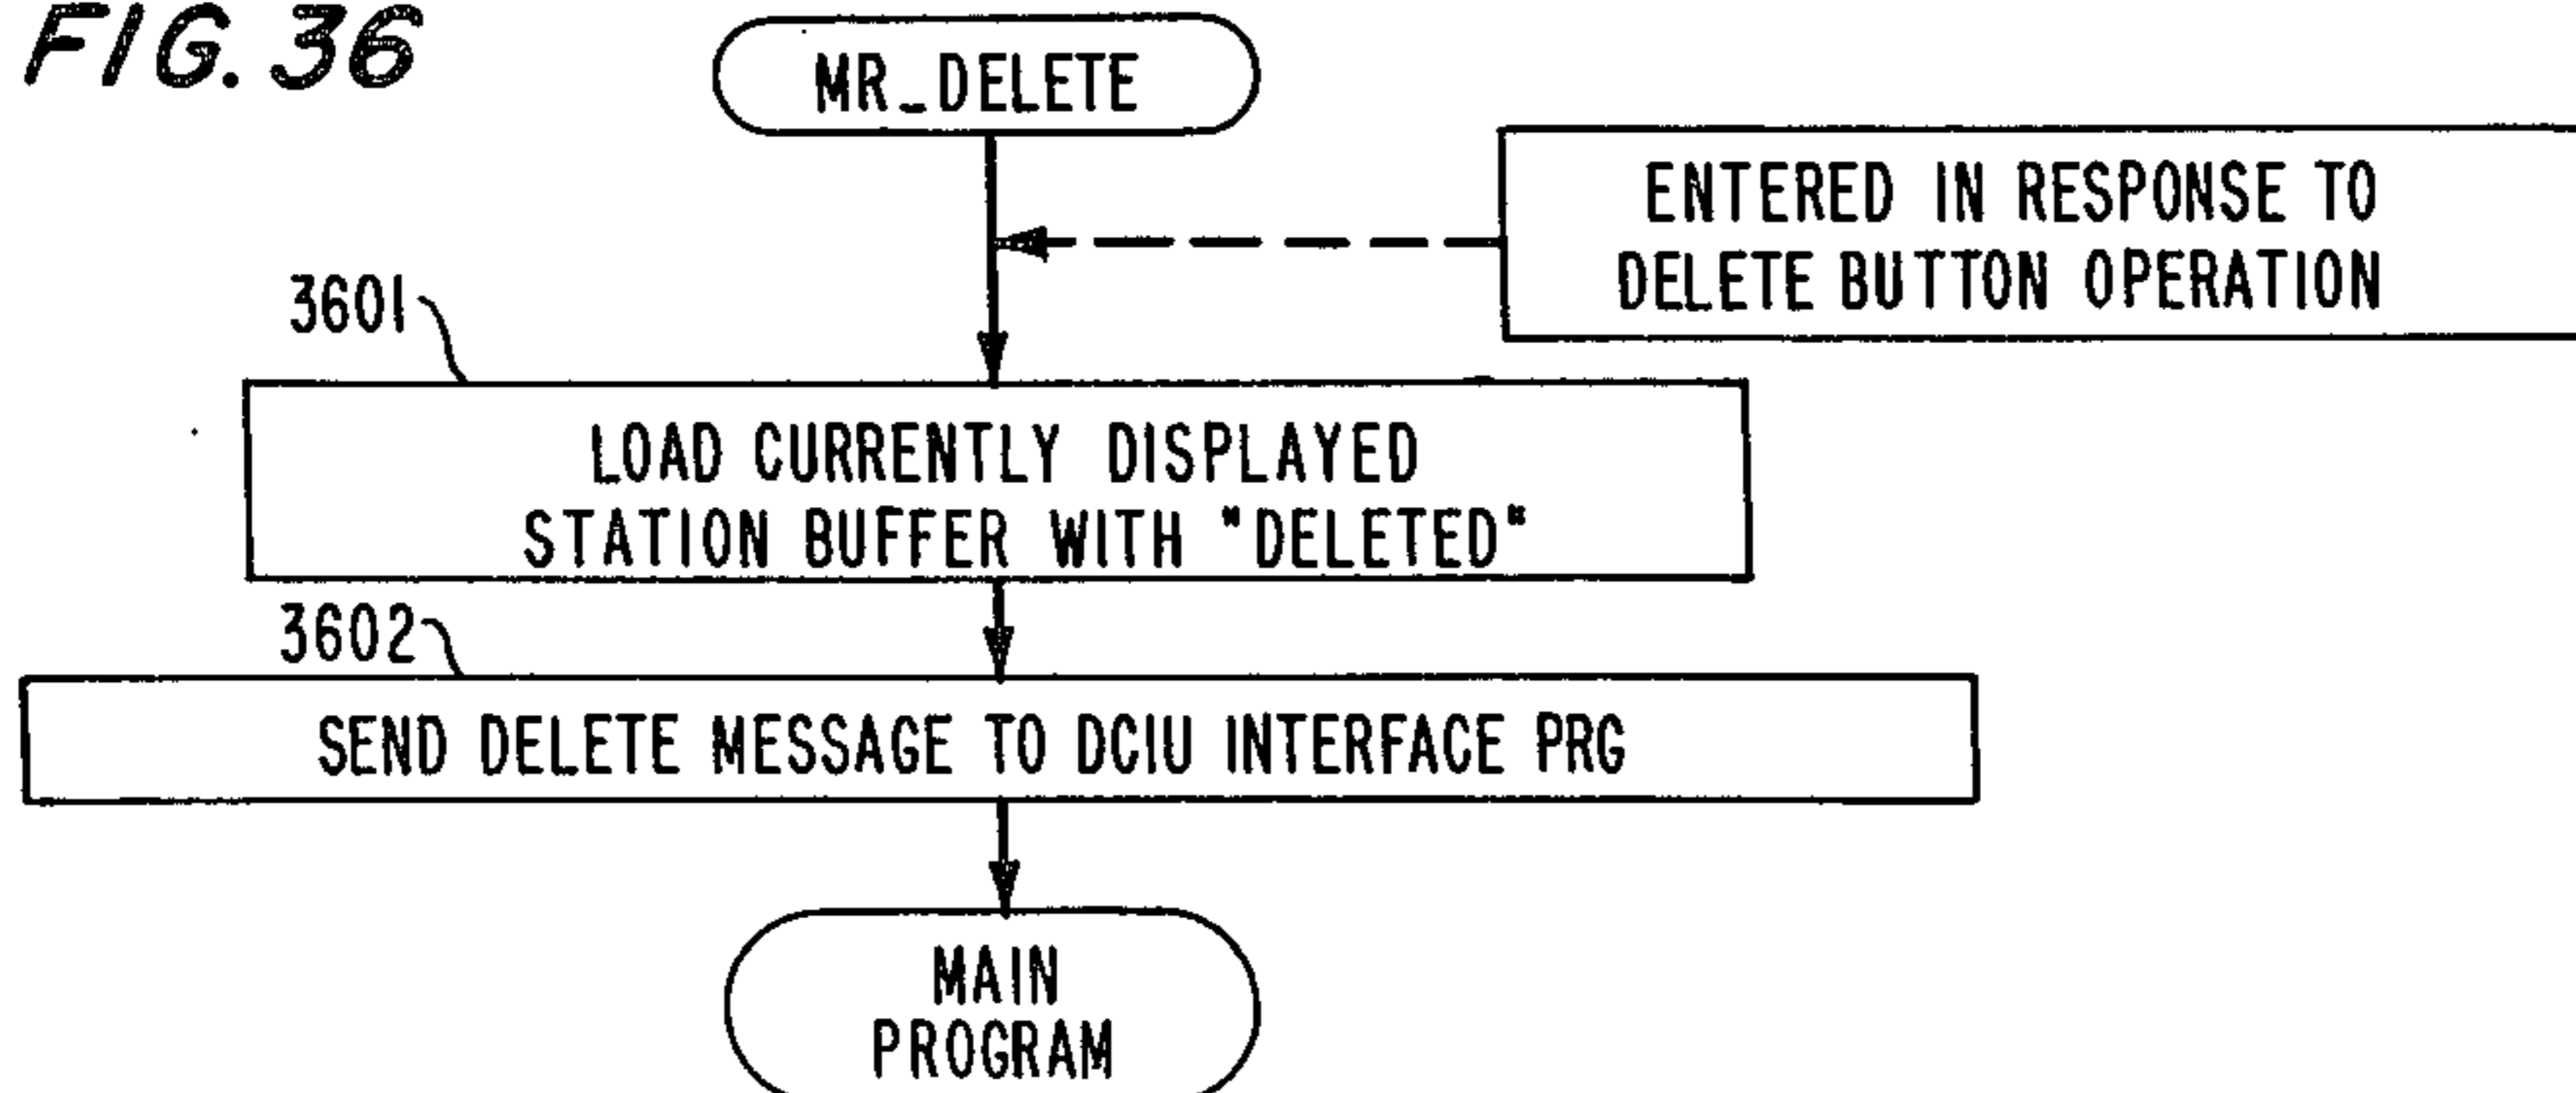 FIG. 36
MR_DELETE
ENTERED IN RESPONSE TO
DELETE BUTTON OPERATION
3601
LOAD CURRENTLY DISPLAYED
STATION BUFFER WITH "DELETED"
3602
SEND DELETE MESSAGE TO DCIU INTERFACE PRG
MAIN
PROGRAM